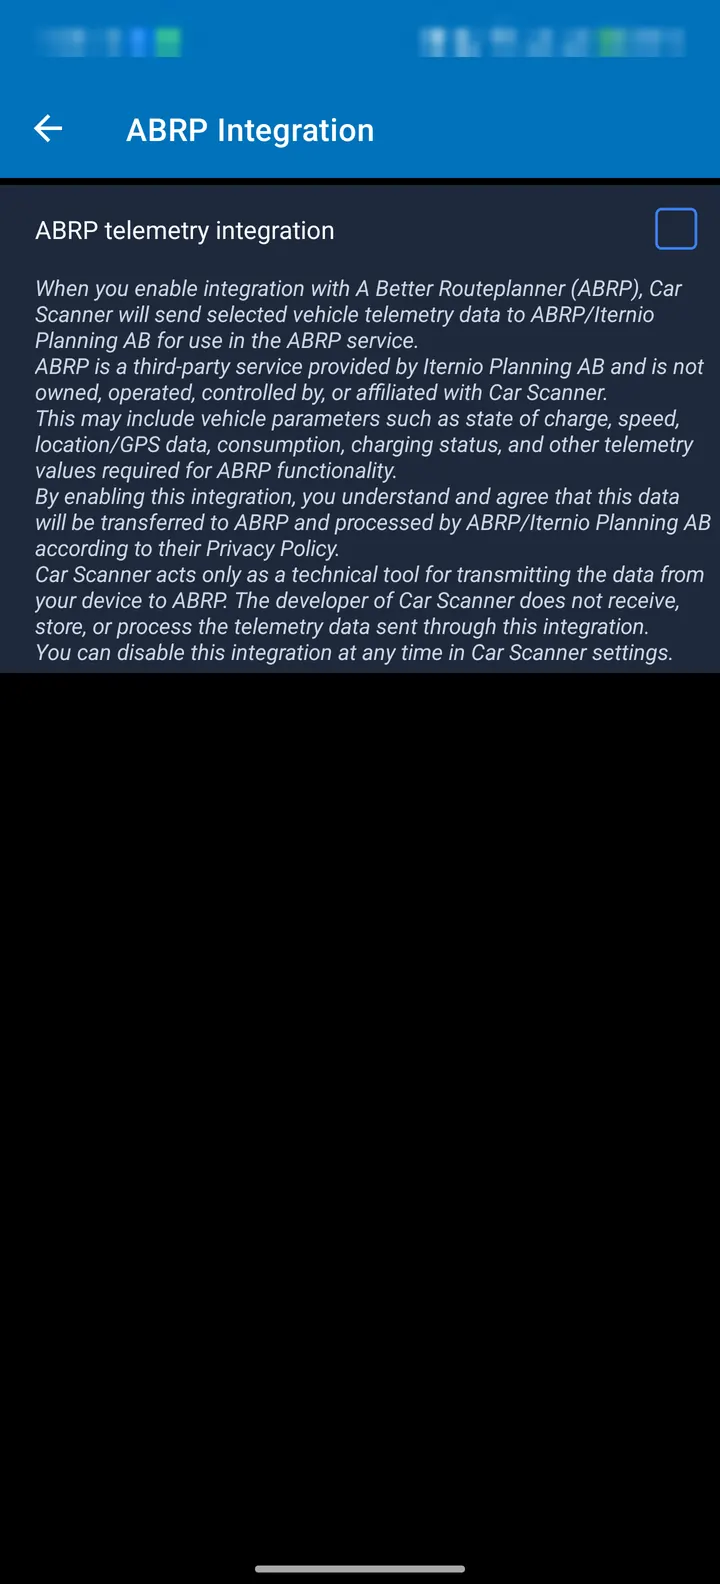 ABRP Integration
ABRP telemetry integration
When you enable integration with A Better Routeplanner (ABRP), Car
Scanner will send selected vehicle telemetry data to ABRP/Iternio
Planning AB for use in the ABRP service.
ABRP is a third-party service provided by Iternio Planning AB and is not
owned, operated, controlled by, or affiliated with Car Scanner.
This may include vehicle parameters such as state of charge, speed,
location/GPS data, consumption, charging status, and other telemetry
values required for ABRP functionality.
By enabling this integration, you understand and agree that this data
will be transferred to ABRP and processed by ABRP/Iternio Planning AB
according to their Privacy Policy.
Car Scanner acts only as a technical tool for transmitting the data from
your device to ABRP. The developer of Car Scanner does not receive,
store, or process the telemetry data sent through this integration.
You can disable this integration at any time in Car Scanner settings.